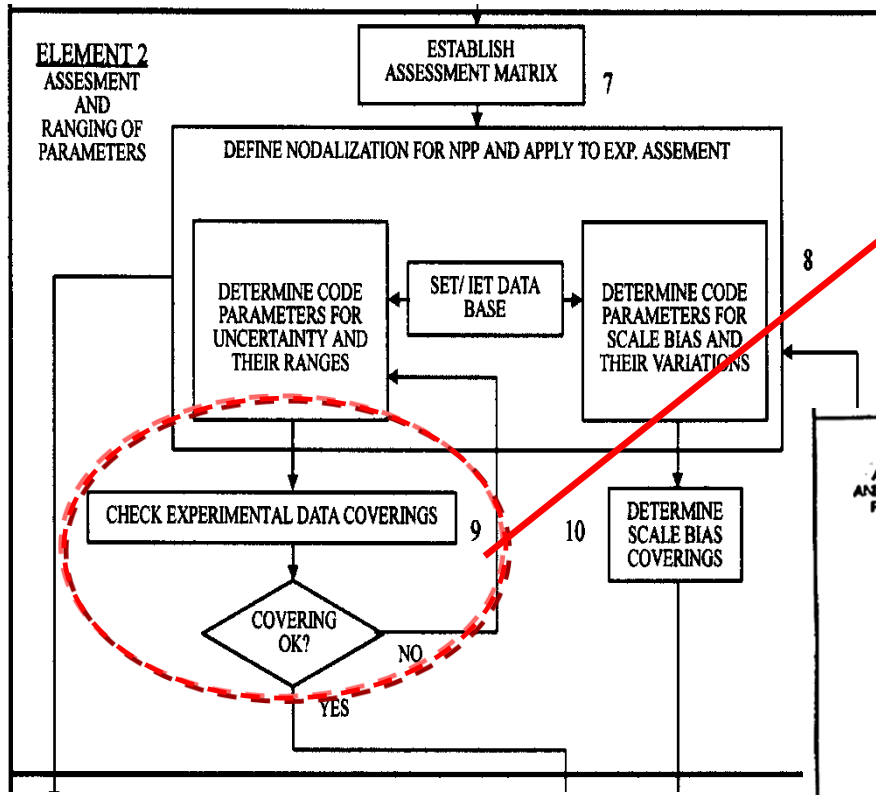 ELEMENT 2
ASSESMENT
AND
RANGING OF
PARAMETERS
ESTABLISH
ASSESSMENT MATRIX
7
DEFINE NODALIZATION FOR NPP AND APPLY TO EXP. ASSEMENT
8
DETERMINE CODE
PARAMETERS FOR
UNCERTAINTY AND
THEIR RANGES
SET/ IET DATA
BASE
DETERMINE CODE
PARAMETERS FOR
SCALE BIAS AND
THEIR VARIATIONS
CHECK EXPERIMENTAL DATA COVERINGS
9
10
DETERMINE
SCALE BIAS
COVERINGS
COVERING
OK?
NO
YES